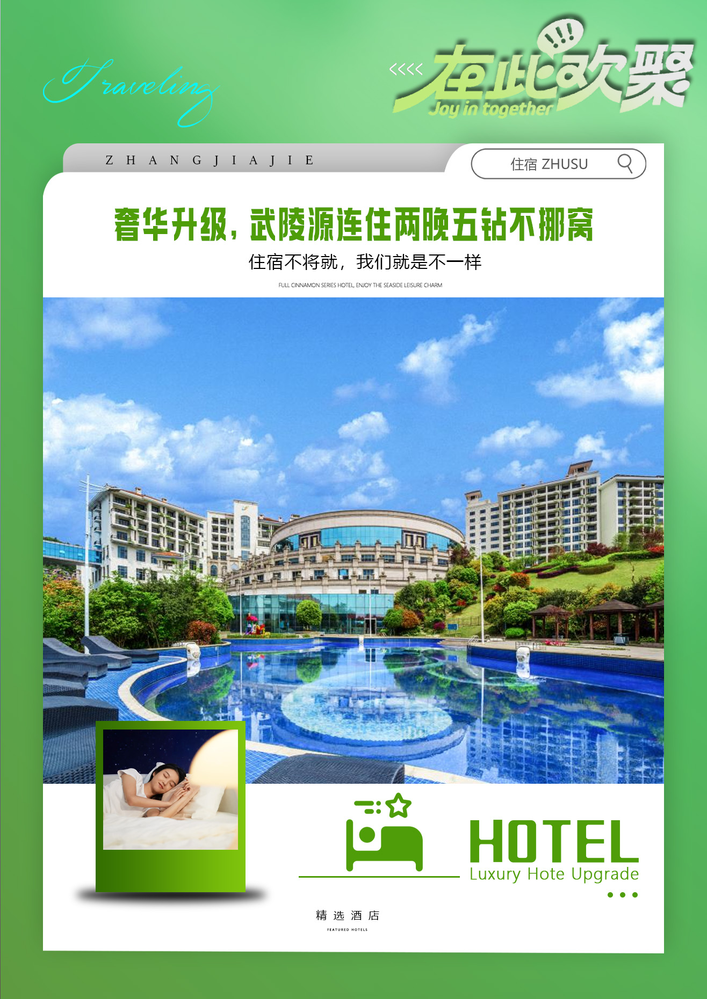 Traveling
<<<< 在此欢聚
Joy in together
ZHANGJIAJIE
住宿 ZHUSU
奢华升级，武陵源连住两晚五钻不挪窝
住宿不将就，我们就是不一样
FULL CINNAMON SERIES HOTEL, ENJOY THE SEASIDE LEISURE CHARM
HOTEL
Luxury Hote Upgrade
精选酒店
FEATURED HOTELS